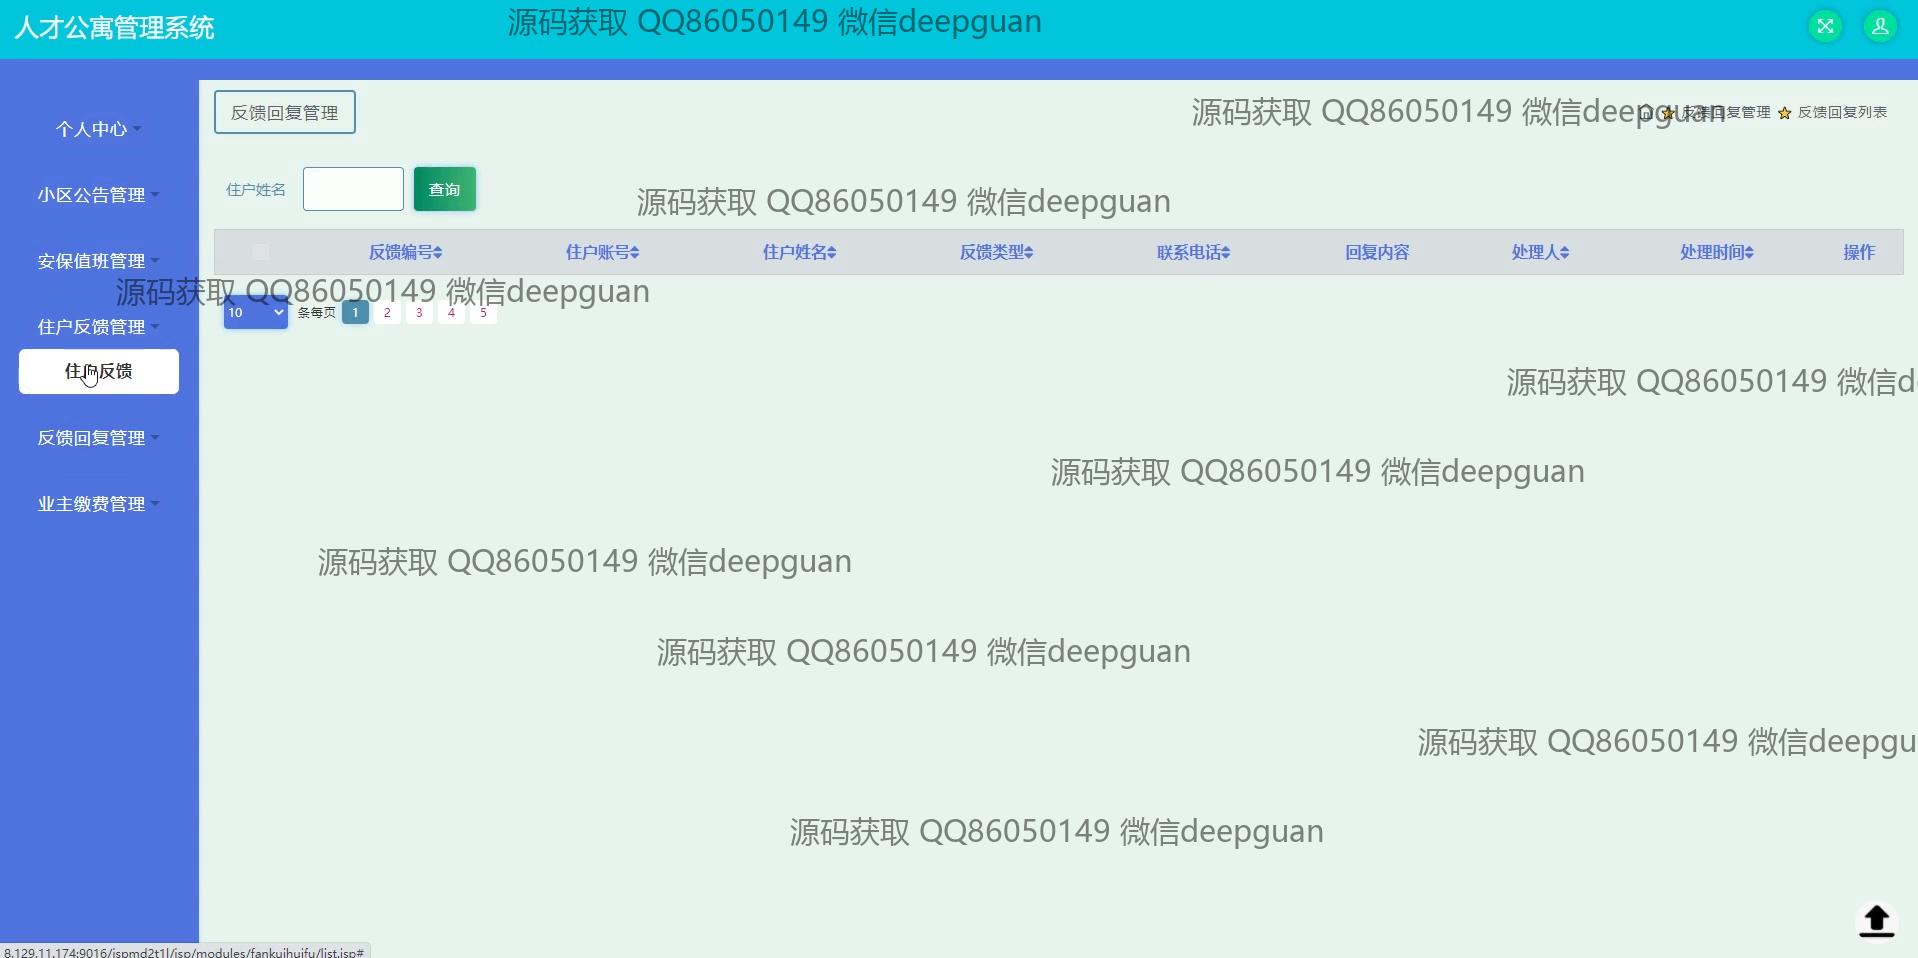 人才公寓管理系统
源码获取 QQ86050149 微信deepguan
个人中心
小区公告管理
安保值班管理
住户反馈管理
住户反馈
反馈回复管理
业主缴费管理
反馈回复管理
源码获取 QQ86050149 微信deepguan
反馈回复管理 反馈回复列表
住户姓名 查询
源码获取 QQ86050149 微信deepguan
反馈编号 住户账号 住户姓名 反馈类型 联系电话 回复内容 处理人 处理时间 操作
源码获取 QQ86050149 微信deepguan
10 条每页 1 2 3 4 5
源码获取 QQ86050149 微信d
源码获取 QQ86050149 微信deepguan
源码获取 QQ86050149 微信deepguan
源码获取 QQ86050149 微信deepguan
源码获取 QQ86050149 微信deepgu
源码获取 QQ86050149 微信deepguan
8.129.11.174:9016/jspmd2t1l/jsp/modules/fankuihuifu/list.jsp#